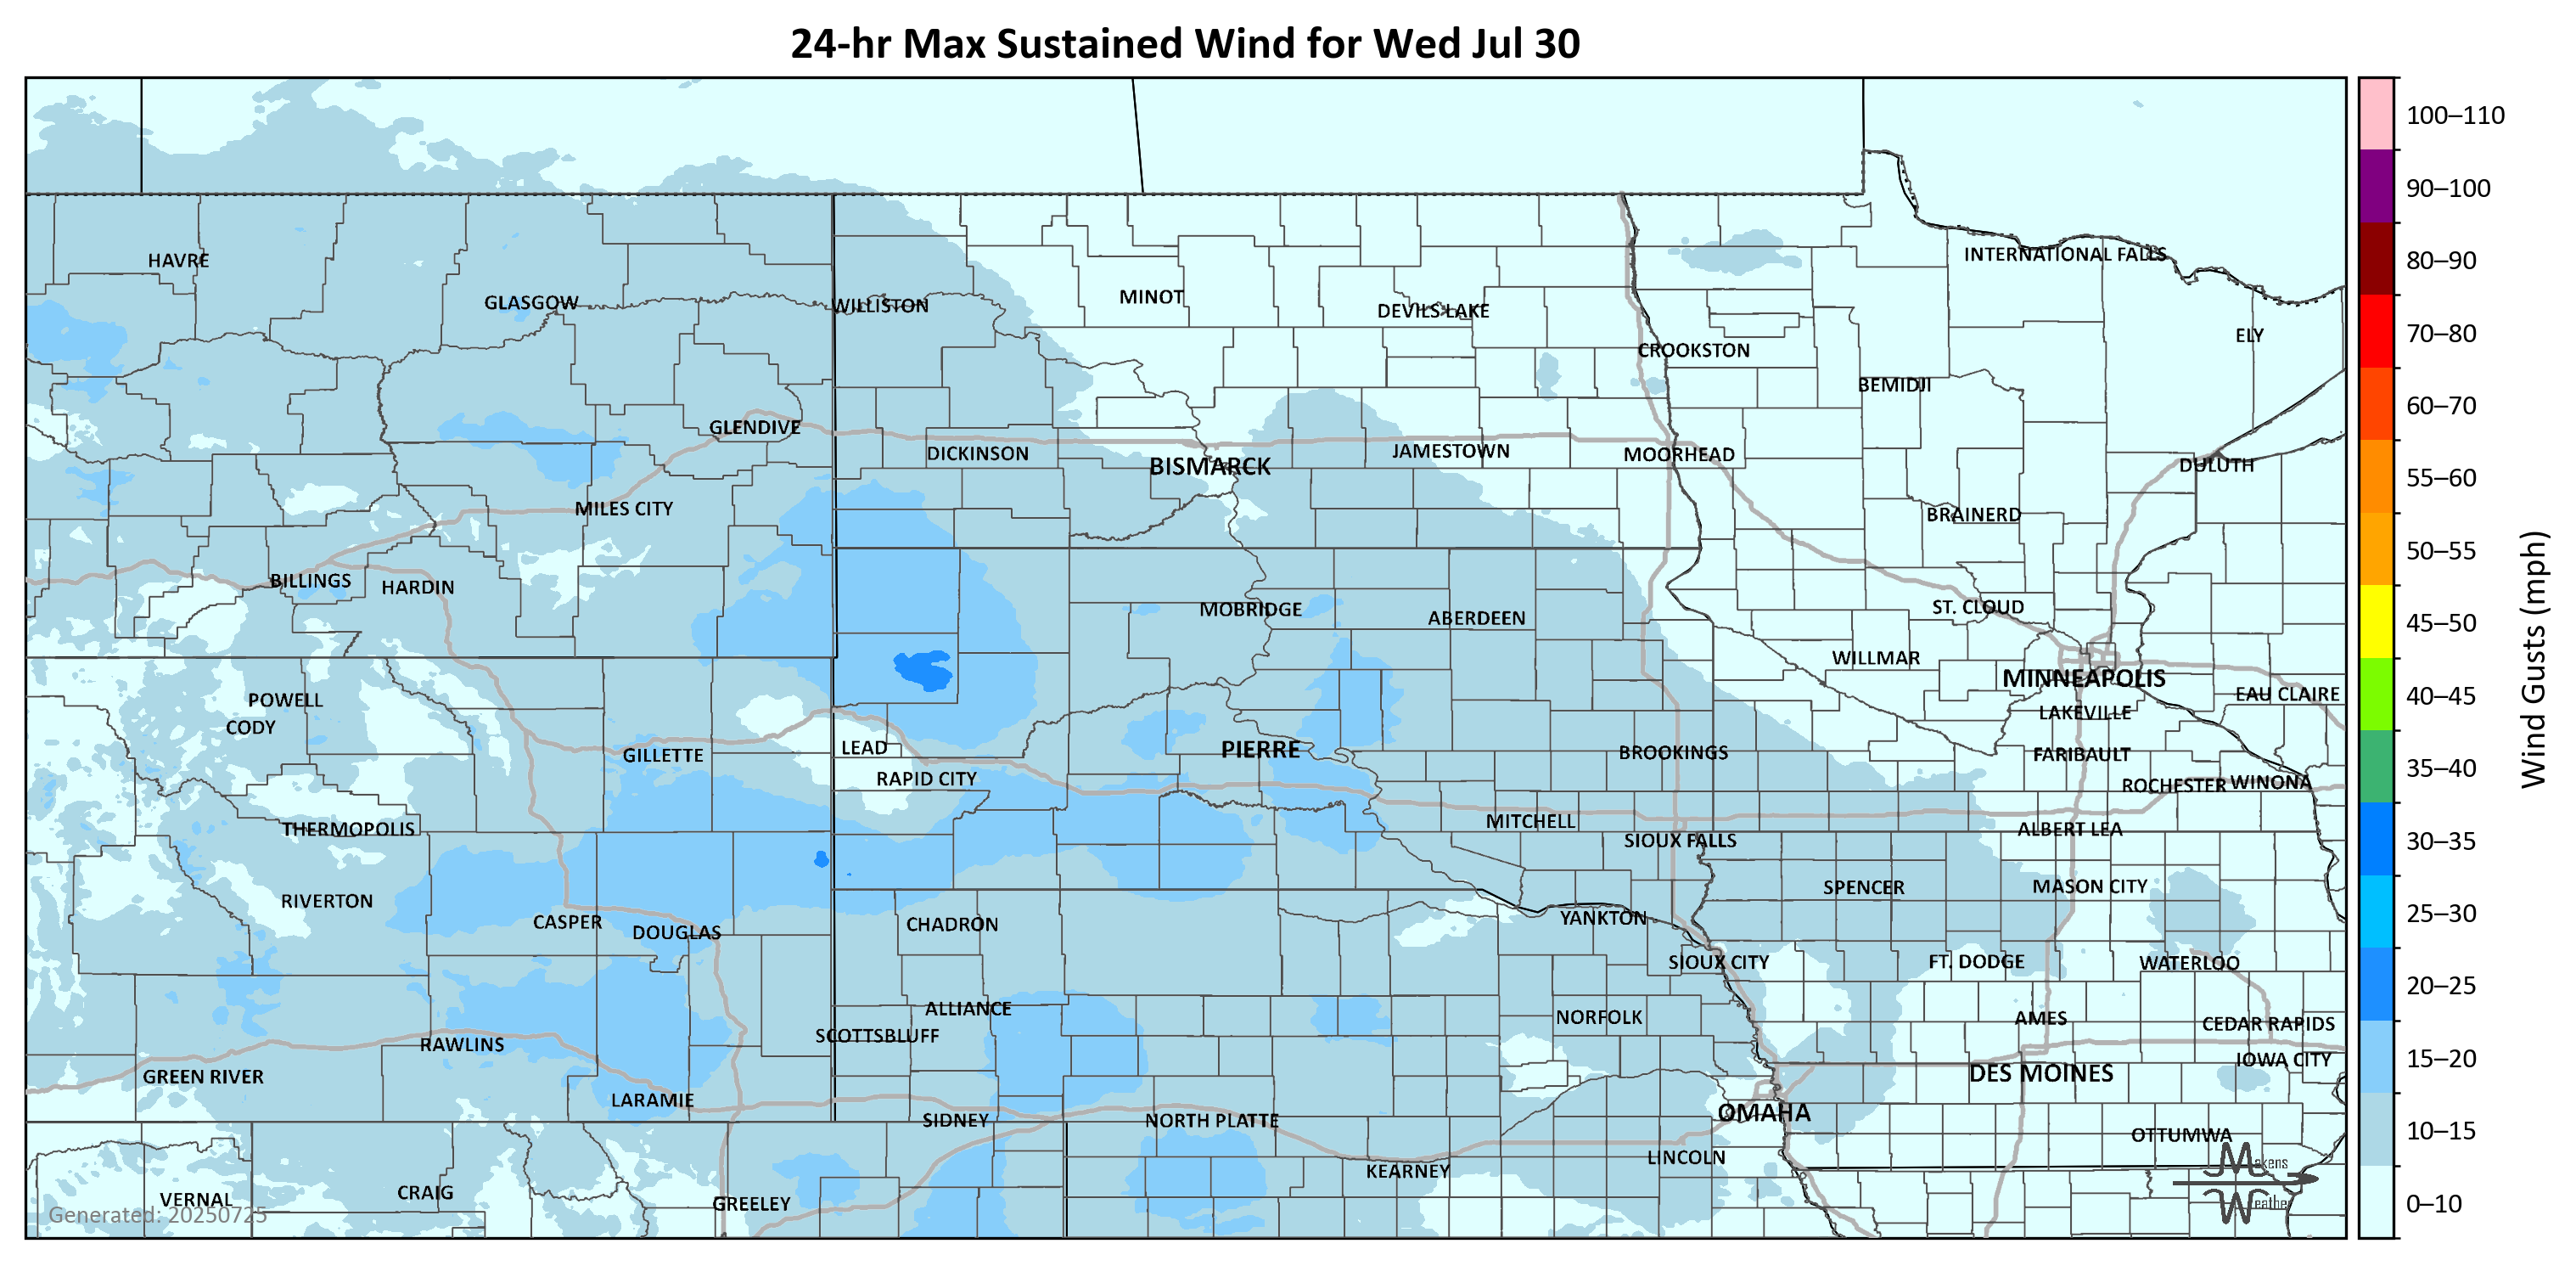 24-hr Max Sustained Wind for Wed Jul 30
HAVRE
GLASGOW
WILLISTON
MINOT
DEVILS LAKE
INTERNATIONAL FALLS
CROOKSTON
ELY
BEMIDJI
GLENDIVE
DICKINSON
BISMARCK
JAMESTOWN
MOORHEAD
DULUTH
MILES CITY
BRAINERD
BILLINGS
HARDIN
MOBRIDGE
ABERDEEN
ST. CLOUD
WILLMAR
MINNEAPOLIS
EAU CLAIRE
POWELL
CODY
LAKEVILLE
GILLETTE
LEAD
PIERRE
BROOKINGS
FARIBAULT
RAPID CITY
ROCHESTER
WINONA
THERMOPOLIS
MITCHELL
SIOUX FALLS
ALBERT LEA
RIVERTON
CASPER
DOUGLAS
CHADRON
YANKTON
SPENCER
MASON CITY
SIOUX CITY
FT. DODGE
WATERLOO
ALLIANCE
SCOTTSBLUFF
NORFOLK
AMES
CEDAR RAPIDS
RAWLINS
IOWA CITY
GREEN RIVER
DES MOINES
LARAMIE
SIDNEY
NORTH PLATTE
OMAHA
OTTUMWA
KEARNEY
LINCOLN
VERNAL
CRAIG
GREELEY
Generated: 20250725
Makens
Weather
100–110
90–100
80–90
70–80
60–70
55–60
50–55
45–50
40–45
35–40
30–35
25–30
20–25
15–20
10–15
0–10
Wind Gusts (mph)